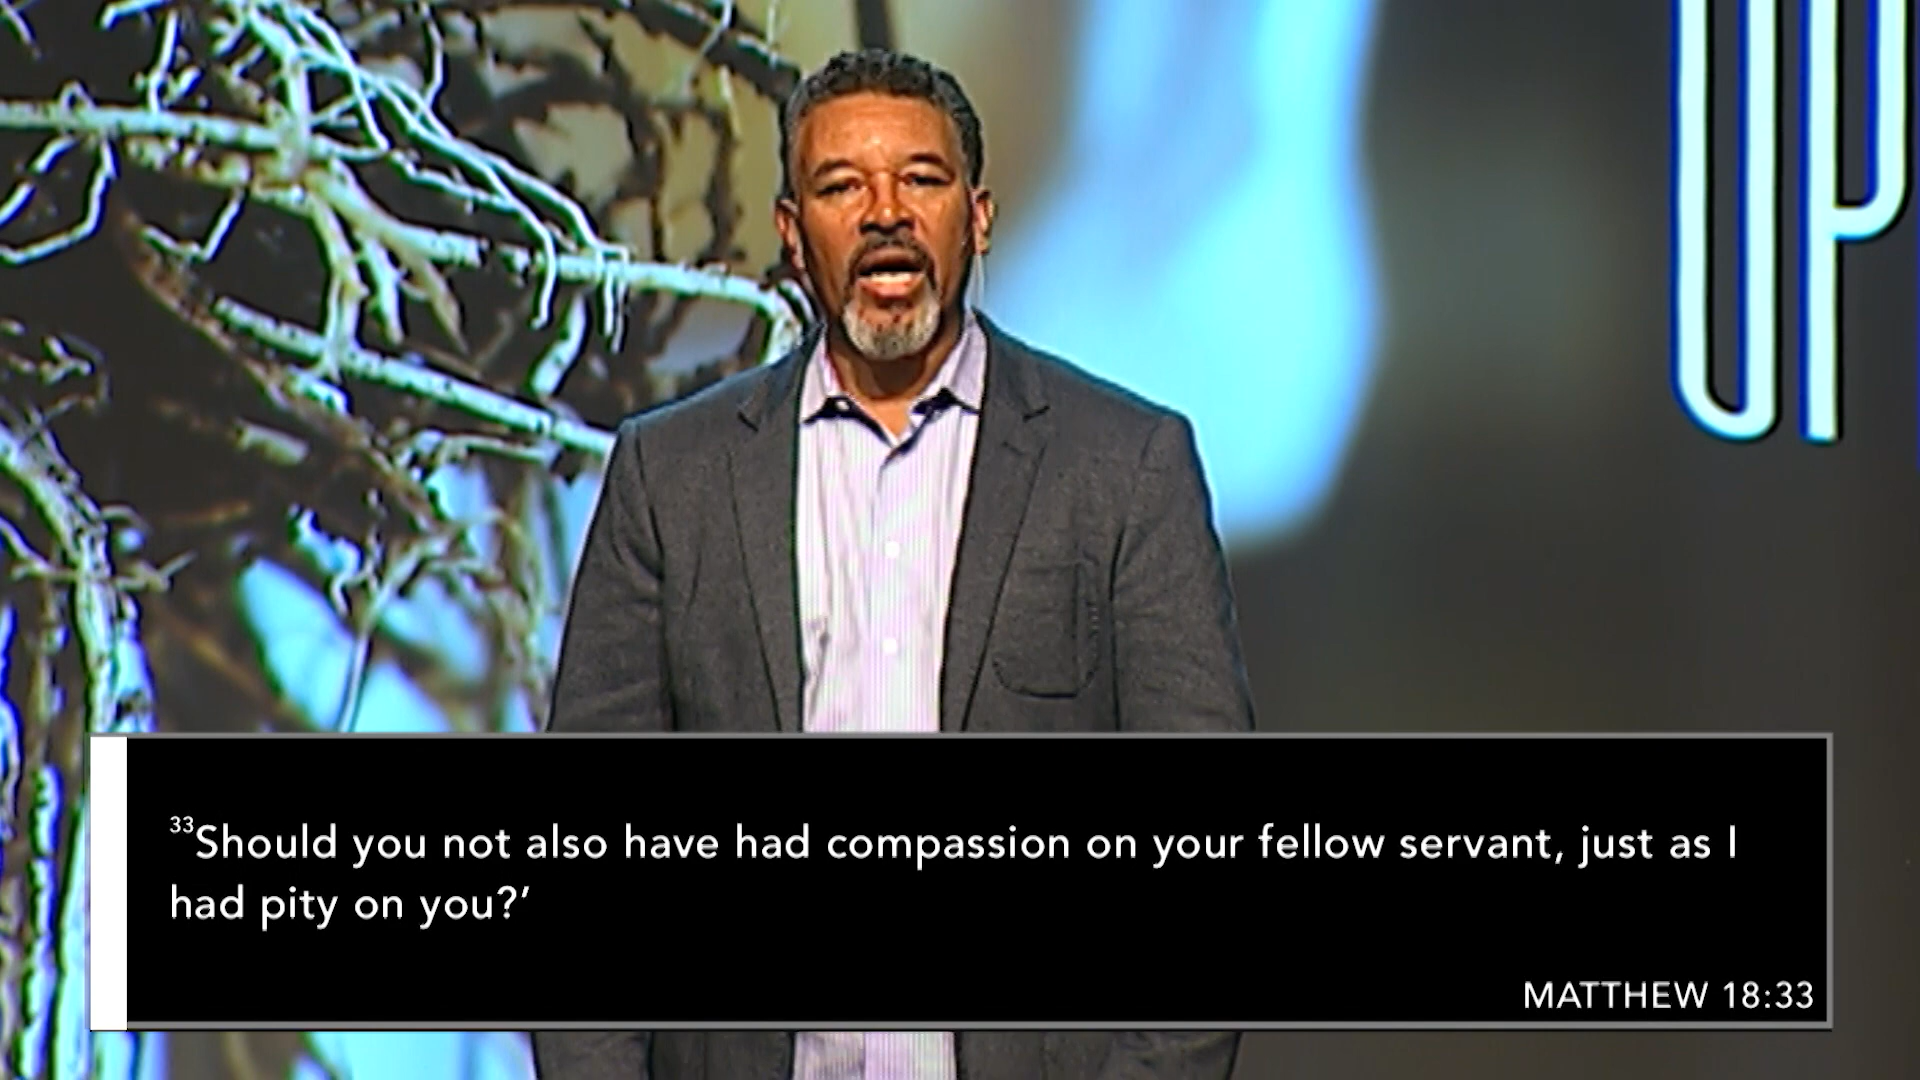 UP
³³Should you not also have had compassion on your fellow servant, just as I
had pity on you?’
MATTHEW 18:33